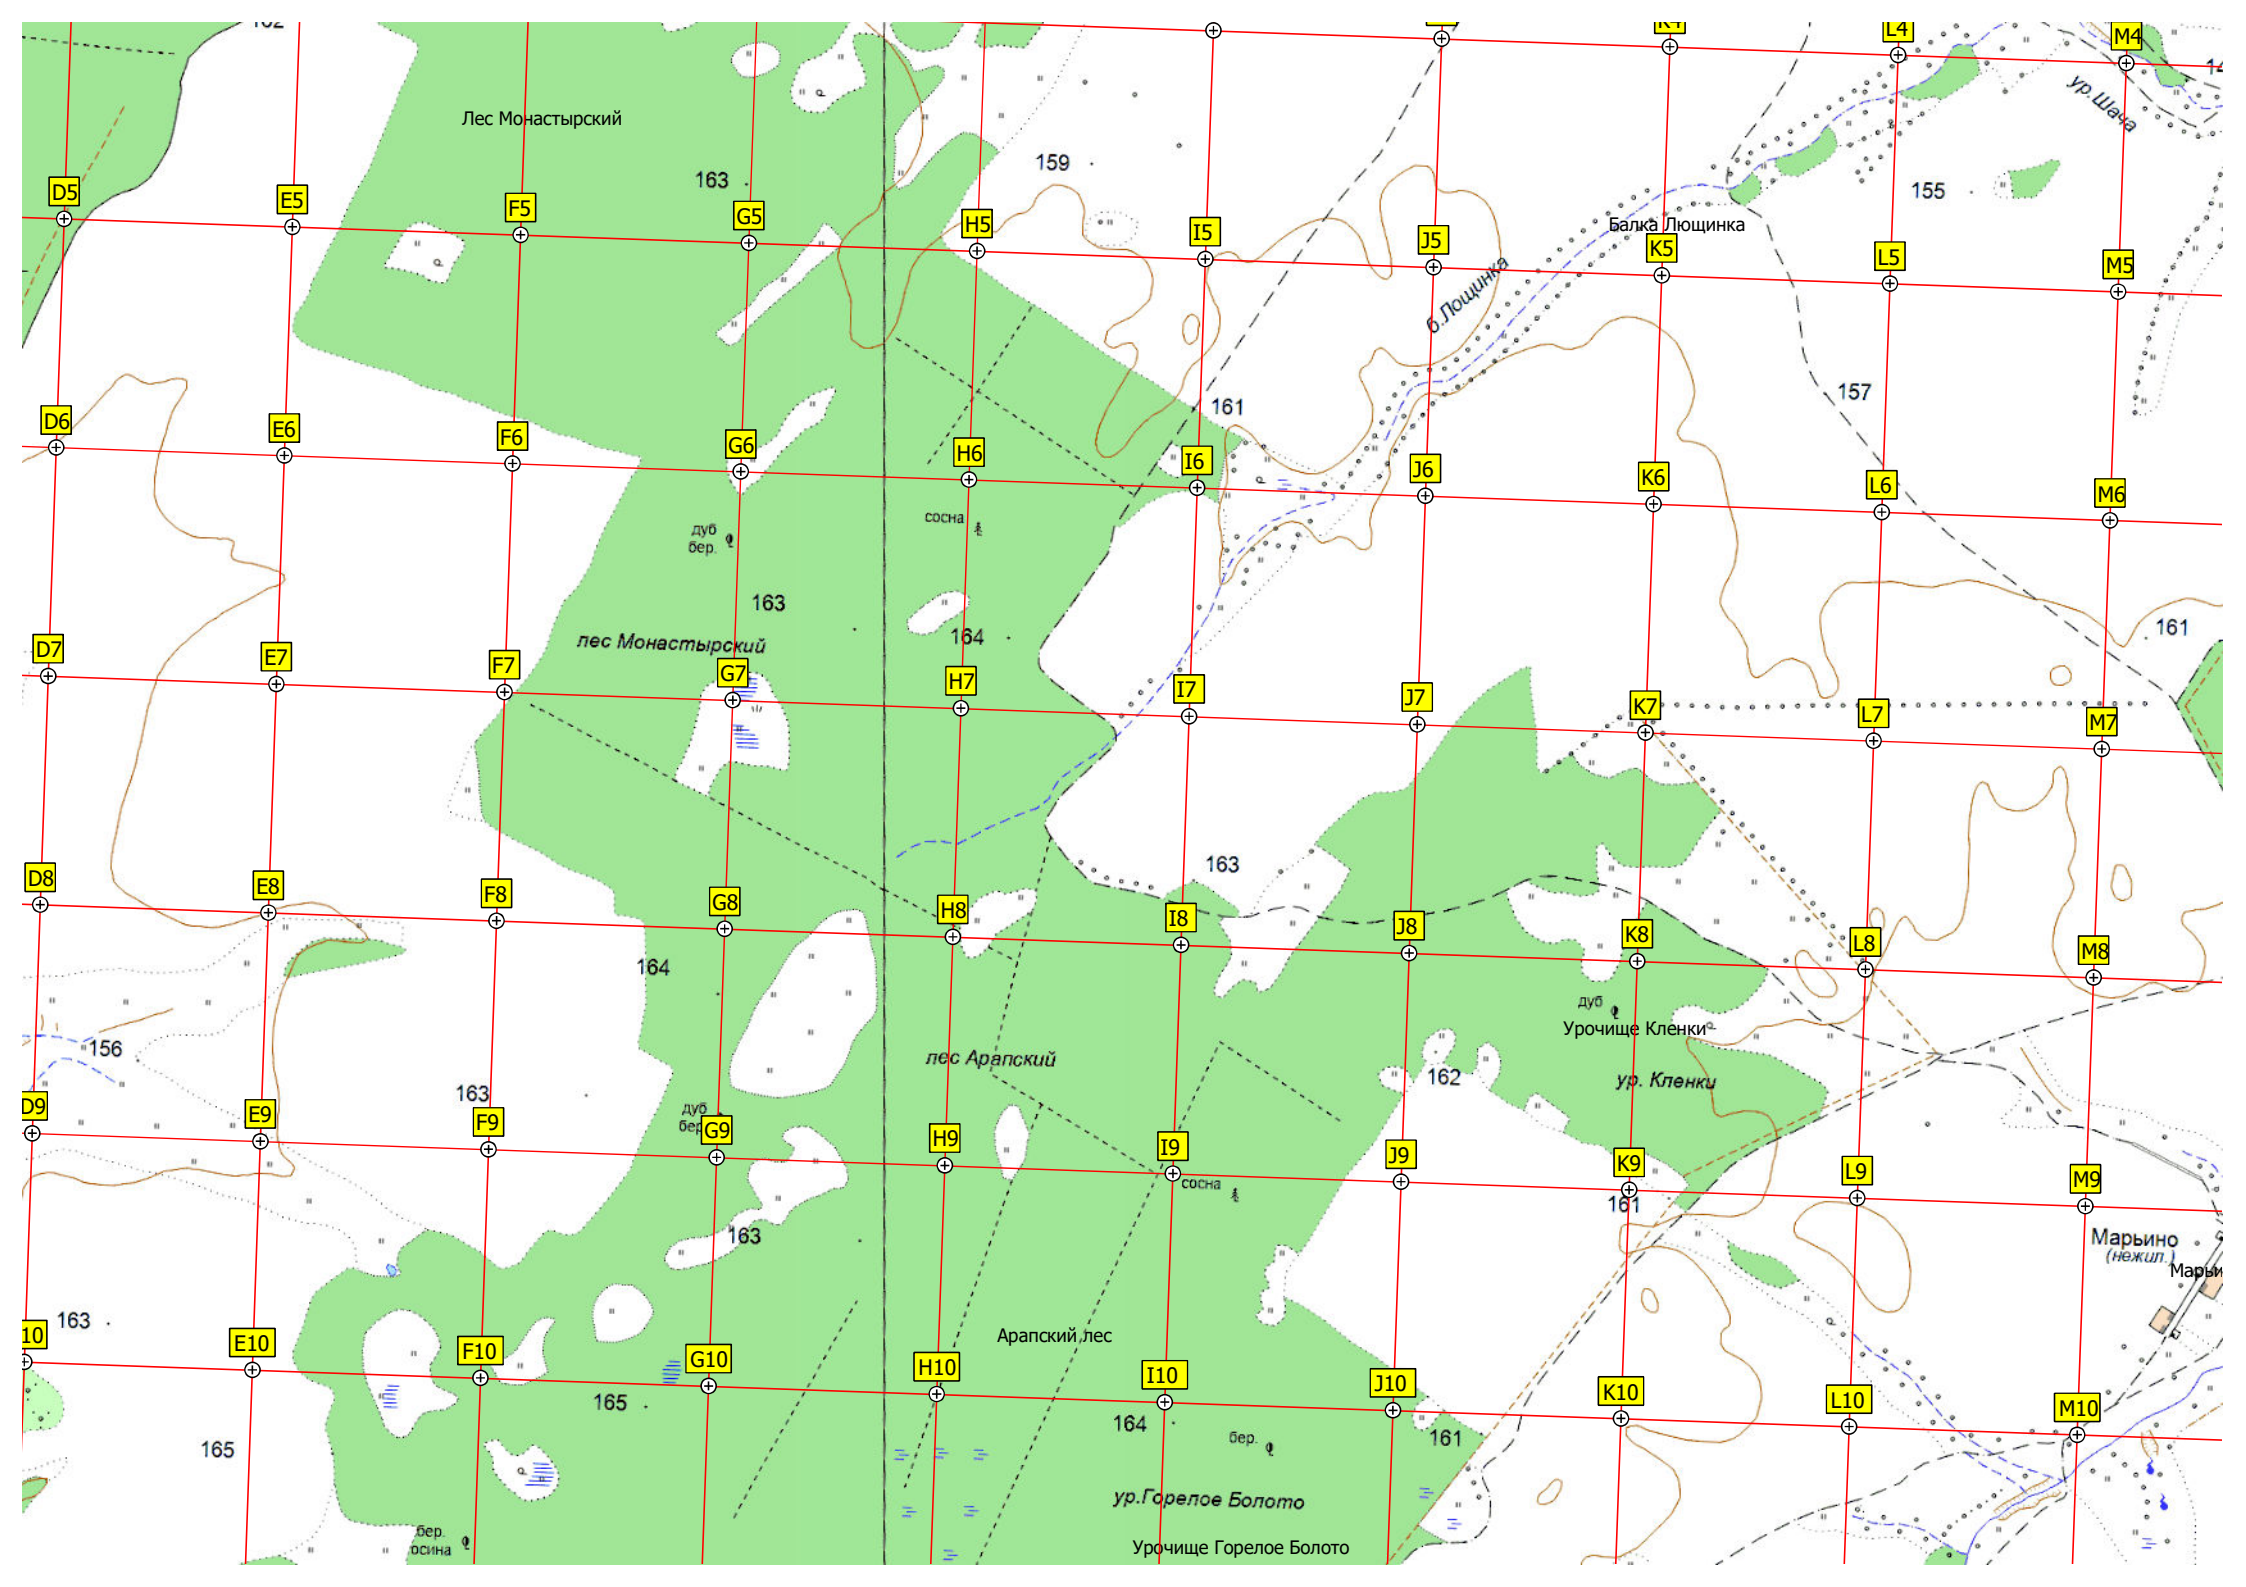 K4
L4
M4
ур.Шача
Лес Монастырский
159
163
155
D5
E5
F5
G5
H5
I5
J5
Балка Лющинка
K5
L5
M5
б.Лощинка
157
161
D6
E6
F6
G6
H6
I6
J6
K6
L6
M6
сосна
дуб
бер.
163
164
161
лес Монастырский
D7
E7
F7
G7
H7
I7
J7
K7
L7
M7
163
D8
E8
F8
G8
H8
I8
J8
K8
L8
M8
164
дуб
Урочище Кленки
156
лес Арапский
162
ур. Кленки
163
дуб
бер
D9
E9
F9
G9
H9
I9
J9
K9
L9
M9
сосна
161
163
Марьино
(нежил.)
Марьи
163
Арапский лес
10
E10
F10
G10
H10
I10
J10
K10
L10
M10
165
164
161
165
бер.
ур.Горелое Болото
бер.
осина
Урочище Горелое Болото